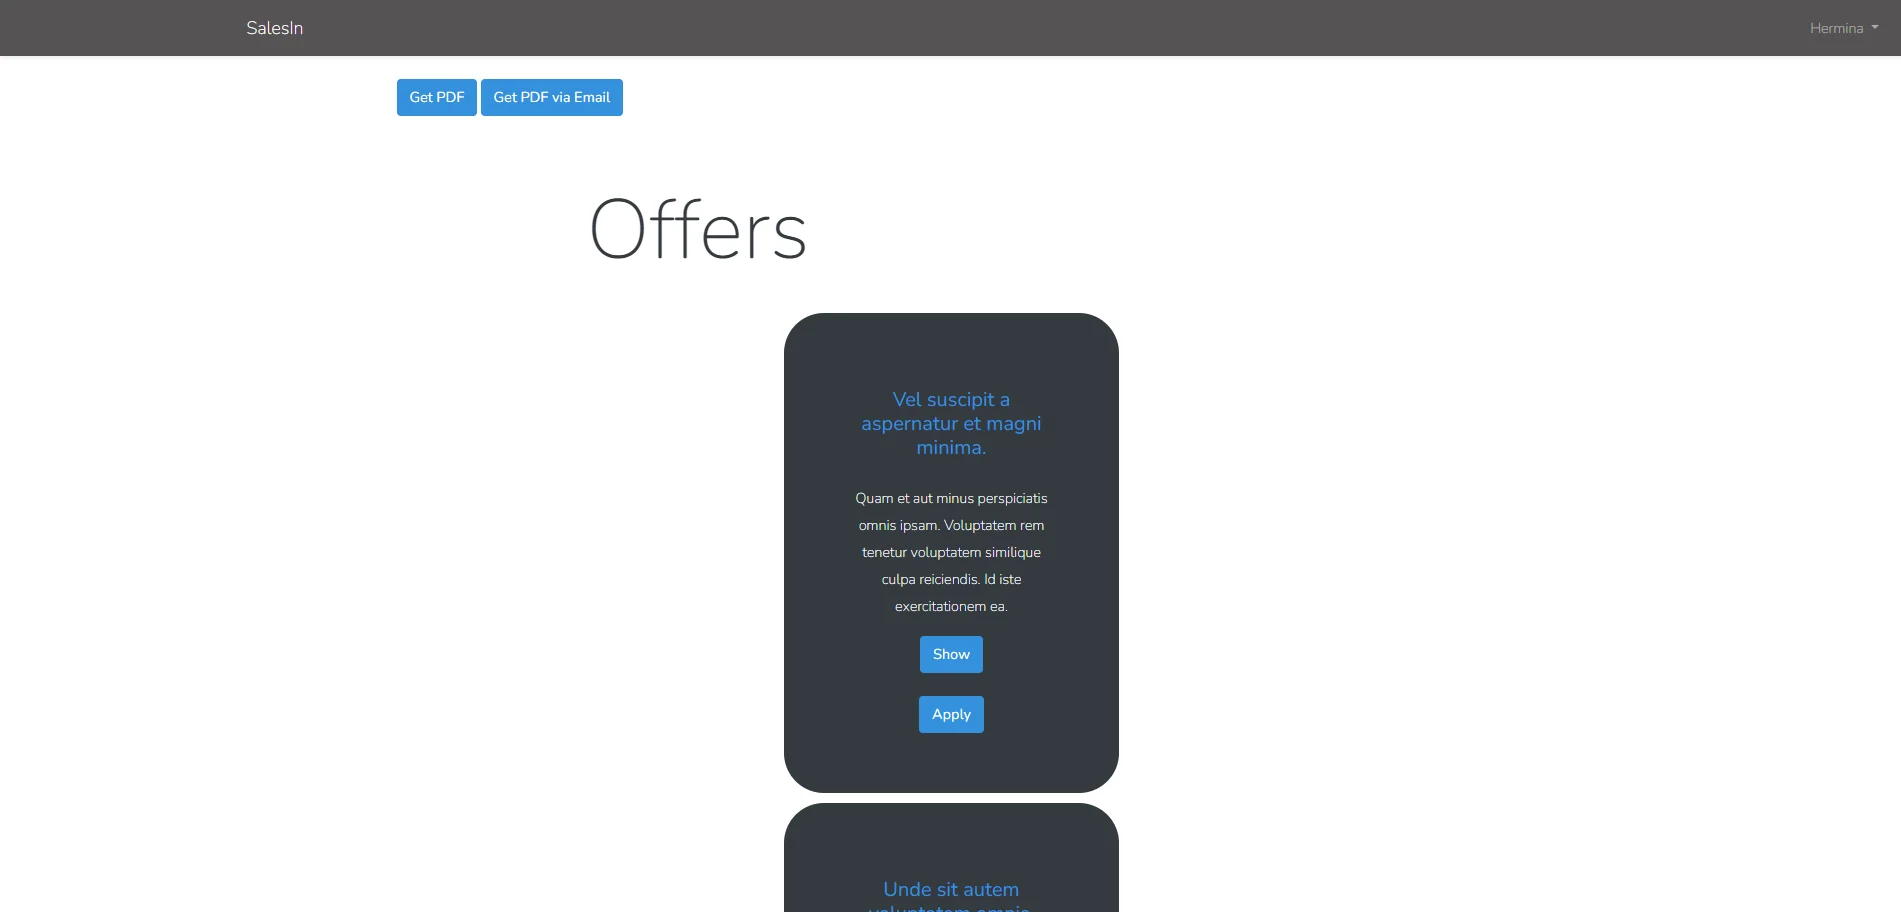 SalesIn
Hermina
Get PDF
Get PDF via Email
Offers
Vel suscipit a
aspernatur et magni
minima.
Quam et aut minus perspiciatis
omnis ipsam. Voluptatem rem
tenetur voluptatem similique
culpa reiciendis. Id iste
exercitationem ea.
Show
Apply
Unde sit autem
voluptatem omnis